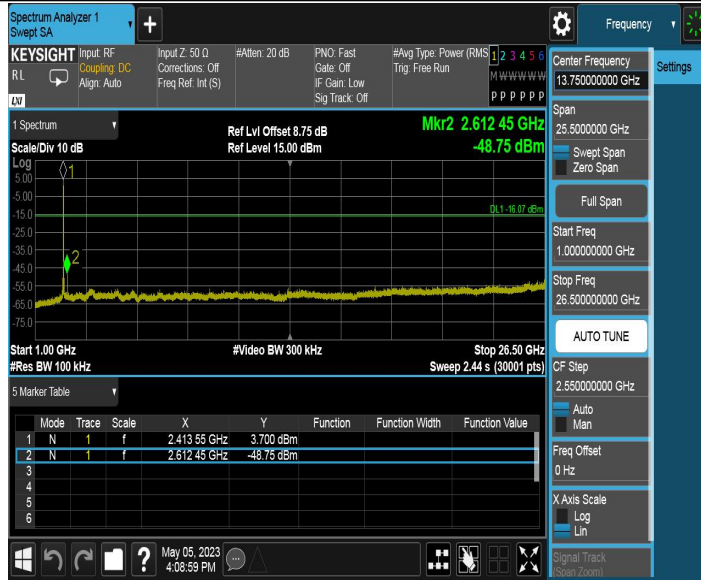 Spectrum Analyzer 1
Swept SA
KEYSIGHT
RL
LXI
Input: RF
Coupling: DC
Align: Auto
Input Z: 50 Ω
Corrections: Off
Freq Ref: Int (S)
#Atten: 20 dB
PNO: Fast
Gate: Off
IF Gain: Low
Sig Track: Off
#Avg Type: Power (RMS
Trig: Free Run
1 2 3 4 5 6
M W W W W W
P P P P P P
1 Spectrum
Scale/Div 10 dB
Ref Lvl Offset 8.75 dB
Ref Level 15.00 dBm
Mkr2 2.612 45 GHz
-48.75 dBm
Log
5.00
-5.00
-15.0
-25.0
-35.0
-45.0
-55.0
-65.0
-75.0
1
2
DL1 -16.07 dBm
Start 1.00 GHz
#Res BW 100 kHz
#Video BW 300 kHz
Stop 26.50 GHz
Sweep 2.44 s (30001 pts)
5 Marker Table
Mode Trace Scale X Y Function Function Width Function Value
1 N 1 f 2.413 55 GHz 3.700 dBm
2 N 1 f 2.612 45 GHz -48.75 dBm
3
4
5
6
?
May 05, 2023
4:08:59 PM
Frequency
Settings
Center Frequency
13.750000000 GHz
Span
25.5000000 GHz
Swept Span
Zero Span
Full Span
Start Freq
1.000000000 GHz
Stop Freq
26.500000000 GHz
AUTO TUNE
CF Step
2.550000000 GHz
Auto
Man
Freq Offset
0 Hz
X Axis Scale
Log
Lin
Signal Track
(Span Zoom)